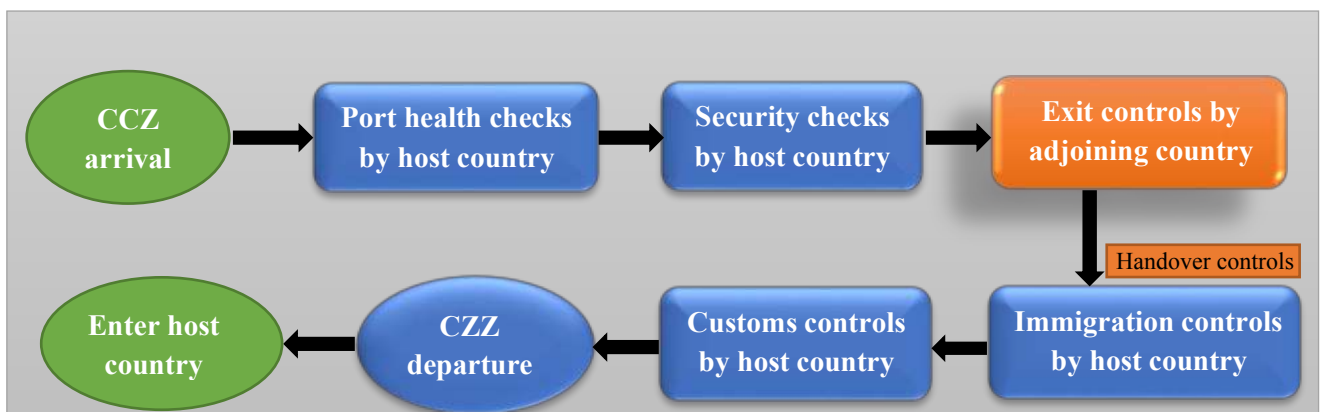 CCZ
arrival
Port health checks
by host country
Security checks
by host country
Exit controls by
adjoining country
Handover controls
Immigration controls
by host country
Customs controls
by host country
CZZ
departure
Enter host
country